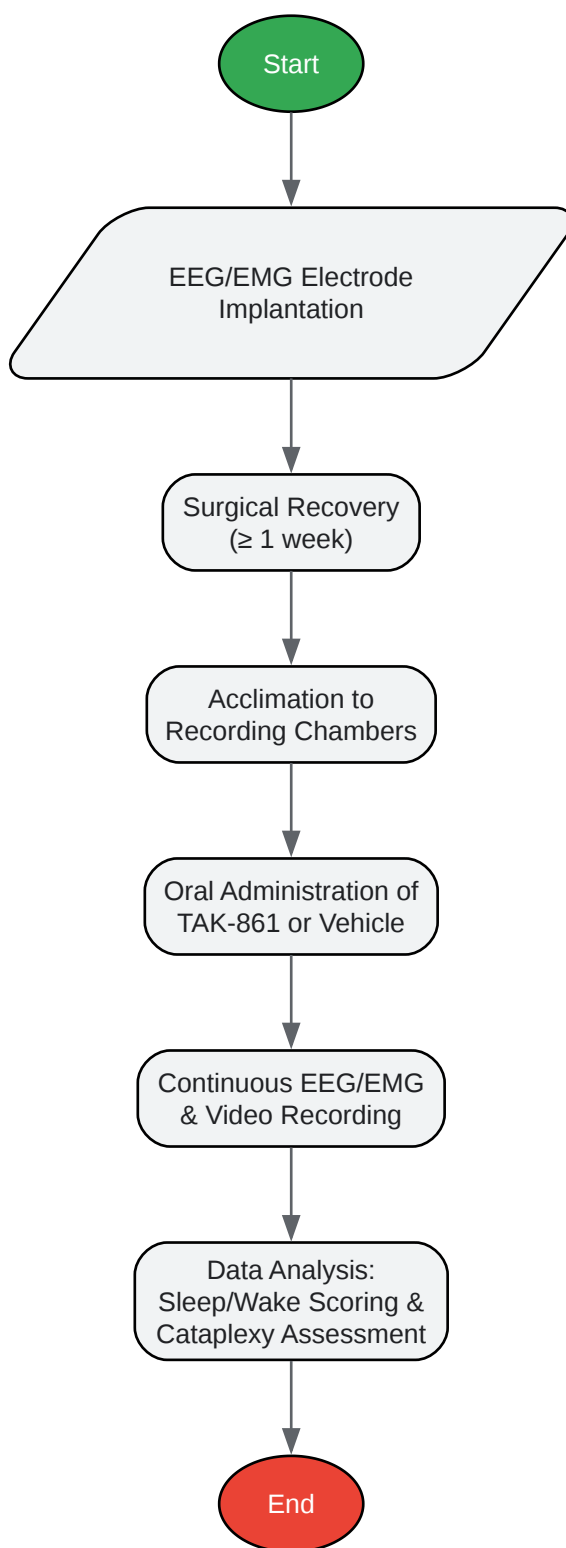 Start
EEG/EMG Electrode
Implantation
Surgical Recovery
(≥ 1 week)
Acclimation to
Recording Chambers
Oral Administration of
TAK-861 or Vehicle
Continuous EEG/EMG
& Video Recording
Data Analysis:
Sleep/Wake Scoring &
Cataplexy Assessment
End